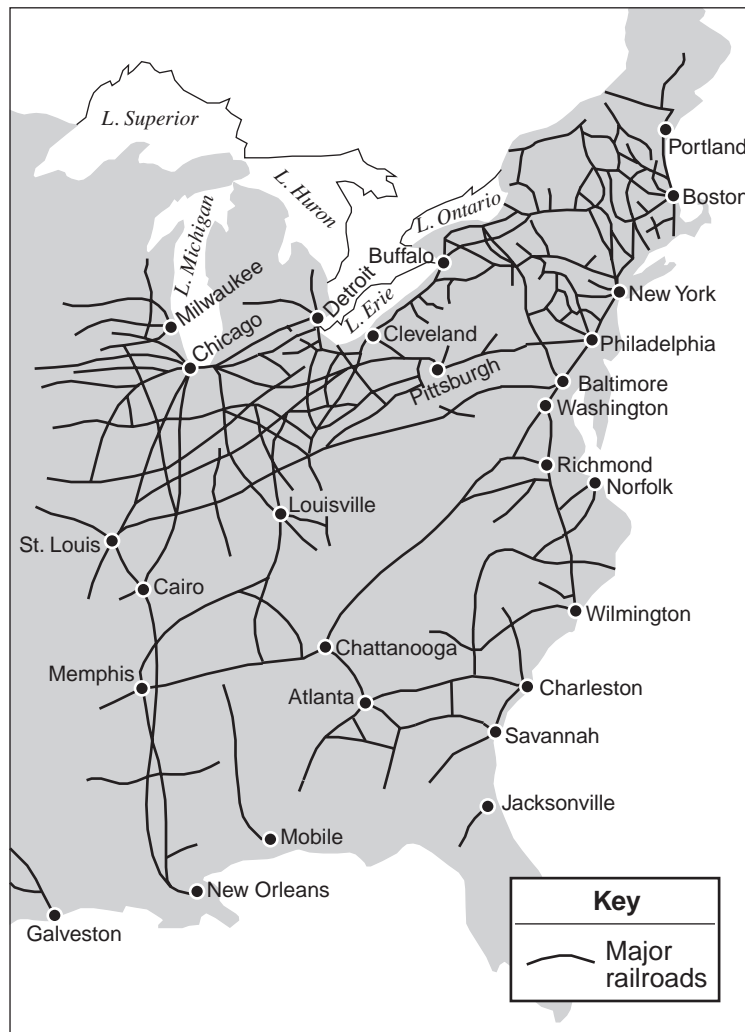 L. Superior
L. Huron
L. Michigan
L. Ontario
L. Erie
Portland
Boston
Buffalo
Detroit
Milwaukee
New York
Chicago
Cleveland
Philadelphia
Pittsburgh
Baltimore
Washington
Richmond
Norfolk
Louisville
St. Louis
Cairo
Wilmington
Chattanooga
Memphis
Atlanta
Charleston
Savannah
Jacksonville
Mobile
New Orleans
Galveston
Key
Major
railroads